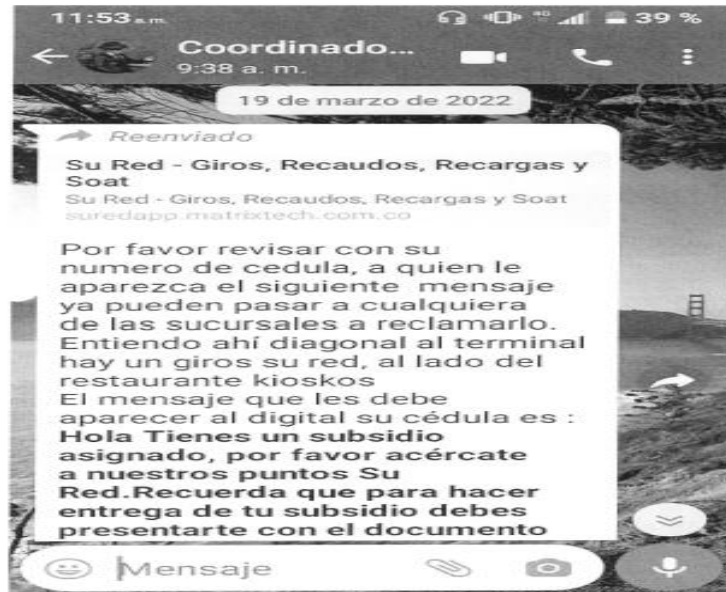 11:53 a.m.
39 %
Coordinado...
9:38 a. m.
19 de marzo de 2022
Reenviado
Su Red - Giros, Recaudos, Recargas y
Soat
Su Red - Giros, Recaudos, Recargas y Soat
suredapp.matrixtech.com.co
Por favor revisar con su
numero de cedula, a quien le
aparezca el siguiente mensaje
ya pueden pasar a cualquiera
de las sucursales a reclamarlo.
Entiendo ahí diagonal al terminal
hay un giros su red, al lado del
restaurante kioskos
El mensaje que les debe
aparecer al digital su cédula es :
Hola Tienes un subsidio
asignado, por favor acércate
a nuestros puntos Su
Red.Recuerda que para hacer
entrega de tu subsidio debes
presentarte con el documento
Mensaje